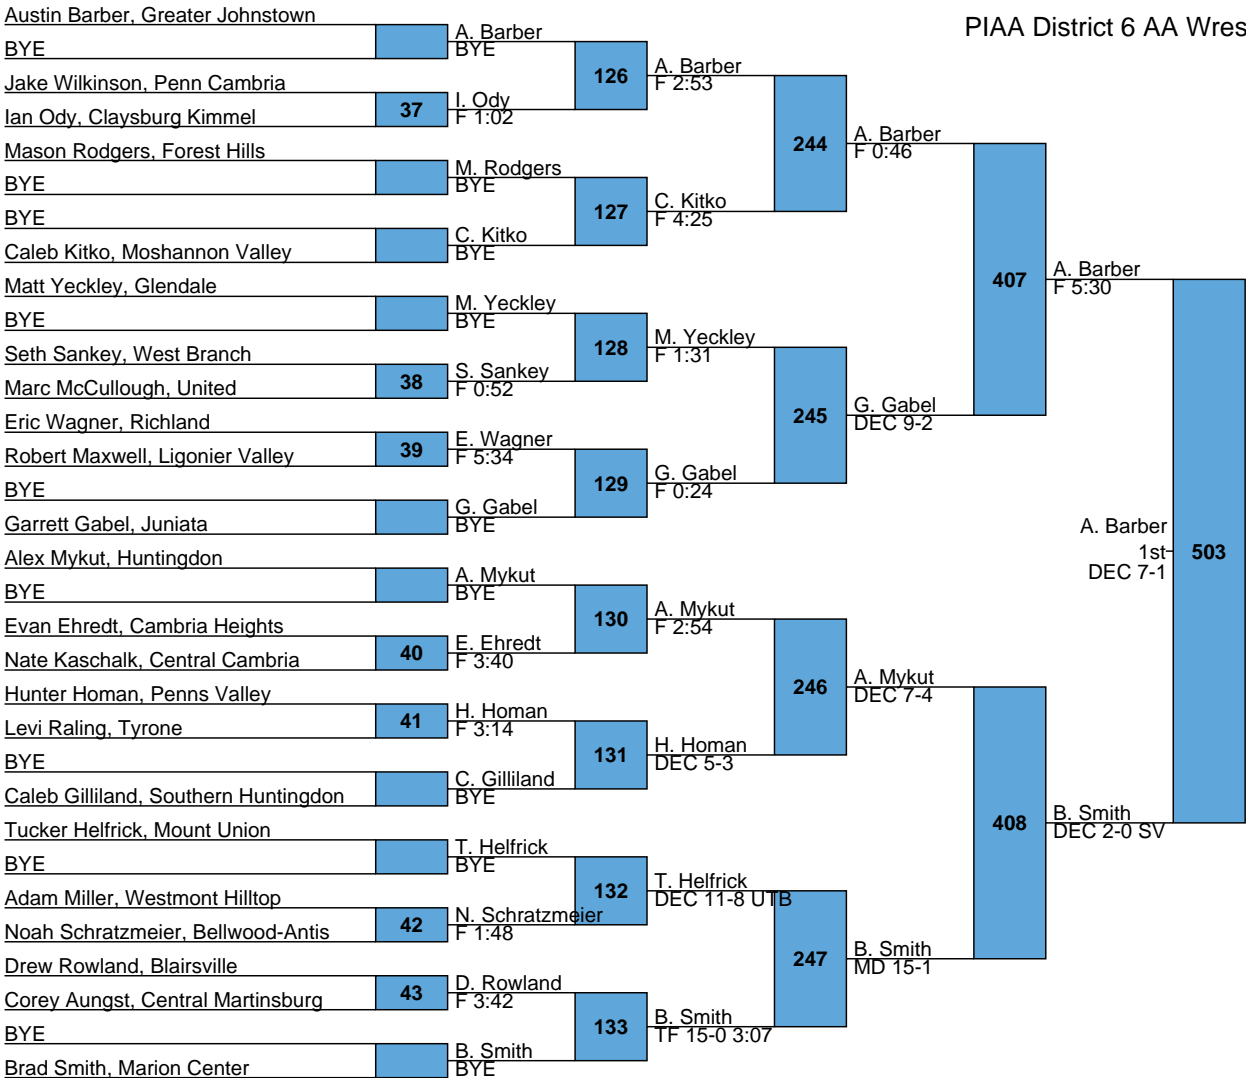 Austin Barber, Greater Johnstown
PIAA District 6 AA Wres
A. Barber
BYE
BYE
126
A. Barber
F 2:53
Jake Wilkinson, Penn Cambria
37
I. Ody
F 1:02
Ian Ody, Claysburg Kimmel
244
A. Barber
F 0:46
Mason Rodgers, Forest Hills
M. Rodgers
BYE
BYE
127
C. Kitko
F 4:25
BYE
C. Kitko
BYE
Caleb Kitko, Moshannon Valley
407
A. Barber
F 5:30
Matt Yeckley, Glendale
M. Yeckley
BYE
BYE
128
M. Yeckley
F 1:31
Seth Sankey, West Branch
38
S. Sankey
F 0:52
Marc McCullough, United
245
G. Gabel
DEC 9-2
Eric Wagner, Richland
39
E. Wagner
F 5:34
Robert Maxwell, Ligonier Valley
129
G. Gabel
F 0:24
BYE
G. Gabel
BYE
Garrett Gabel, Juniata
A. Barber
1st
DEC 7-1
503
Alex Mykut, Huntingdon
A. Mykut
BYE
BYE
130
A. Mykut
F 2:54
Evan Ehredt, Cambria Heights
40
E. Ehredt
F 3:40
Nate Kaschalk, Central Cambria
246
A. Mykut
DEC 7-4
Hunter Homan, Penns Valley
41
H. Homan
F 3:14
Levi Raling, Tyrone
131
H. Homan
DEC 5-3
BYE
C. Gilliland
BYE
Caleb Gilliland, Southern Huntingdon
408
B. Smith
DEC 2-0 SV
Tucker Helfrick, Mount Union
T. Helfrick
BYE
BYE
132
T. Helfrick
DEC 11-8 UTB
Adam Miller, Westmont Hilltop
42
N. Schratzmeier
F 1:48
Noah Schratzmeier, Bellwood-Antis
247
B. Smith
MD 15-1
Drew Rowland, Blairsville
43
D. Rowland
F 3:42
Corey Aungst, Central Martinsburg
133
B. Smith
TF 15-0 3:07
BYE
B. Smith
BYE
Brad Smith, Marion Center